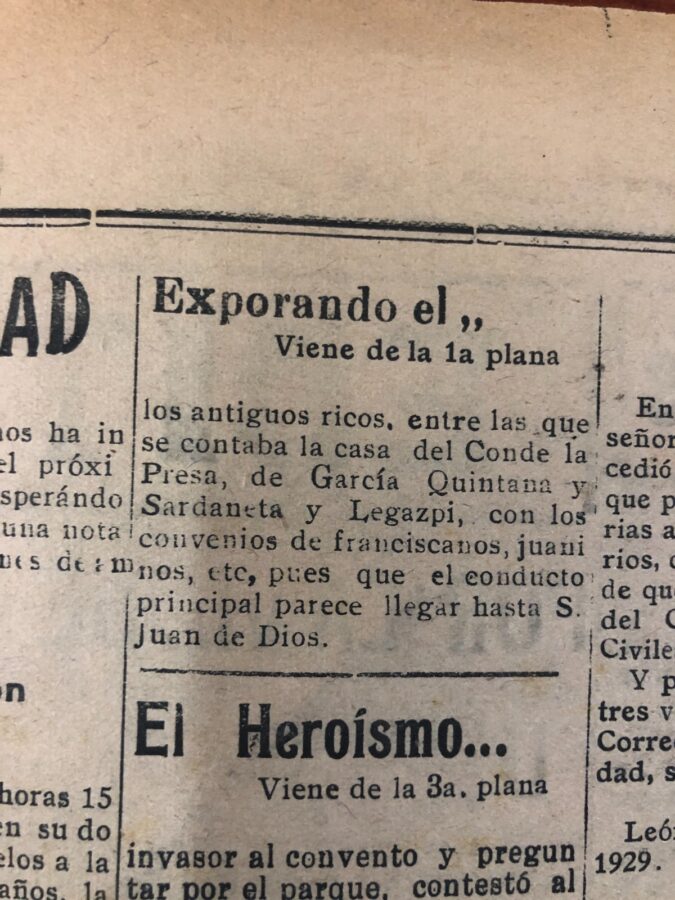 AD
nos ha in
el próxi
sperándo
una nota
nes de am
on
horas 15
en su do
elos a la
años, la
Exporando el „
Viene de la 1a plana
los antiguos ricos, entre las que
se contaba la casa del Conde la
Presa, de García Quintana y
Sardaneta y Legazpi, con los
convenios de franciscanos, juani
nos, etc, pues que el conducto
principal parece llegar hasta S.
Juan de Dios.
El Heroísmo...
Viene de la 3a. plana
invasor al convento y pregun
tar por el parque, contestó al
En
señor
cedió
que p
rias a
rios, c
de qu
del C
Civile
Y p
tres v
Corre
dad, s
León
1929.